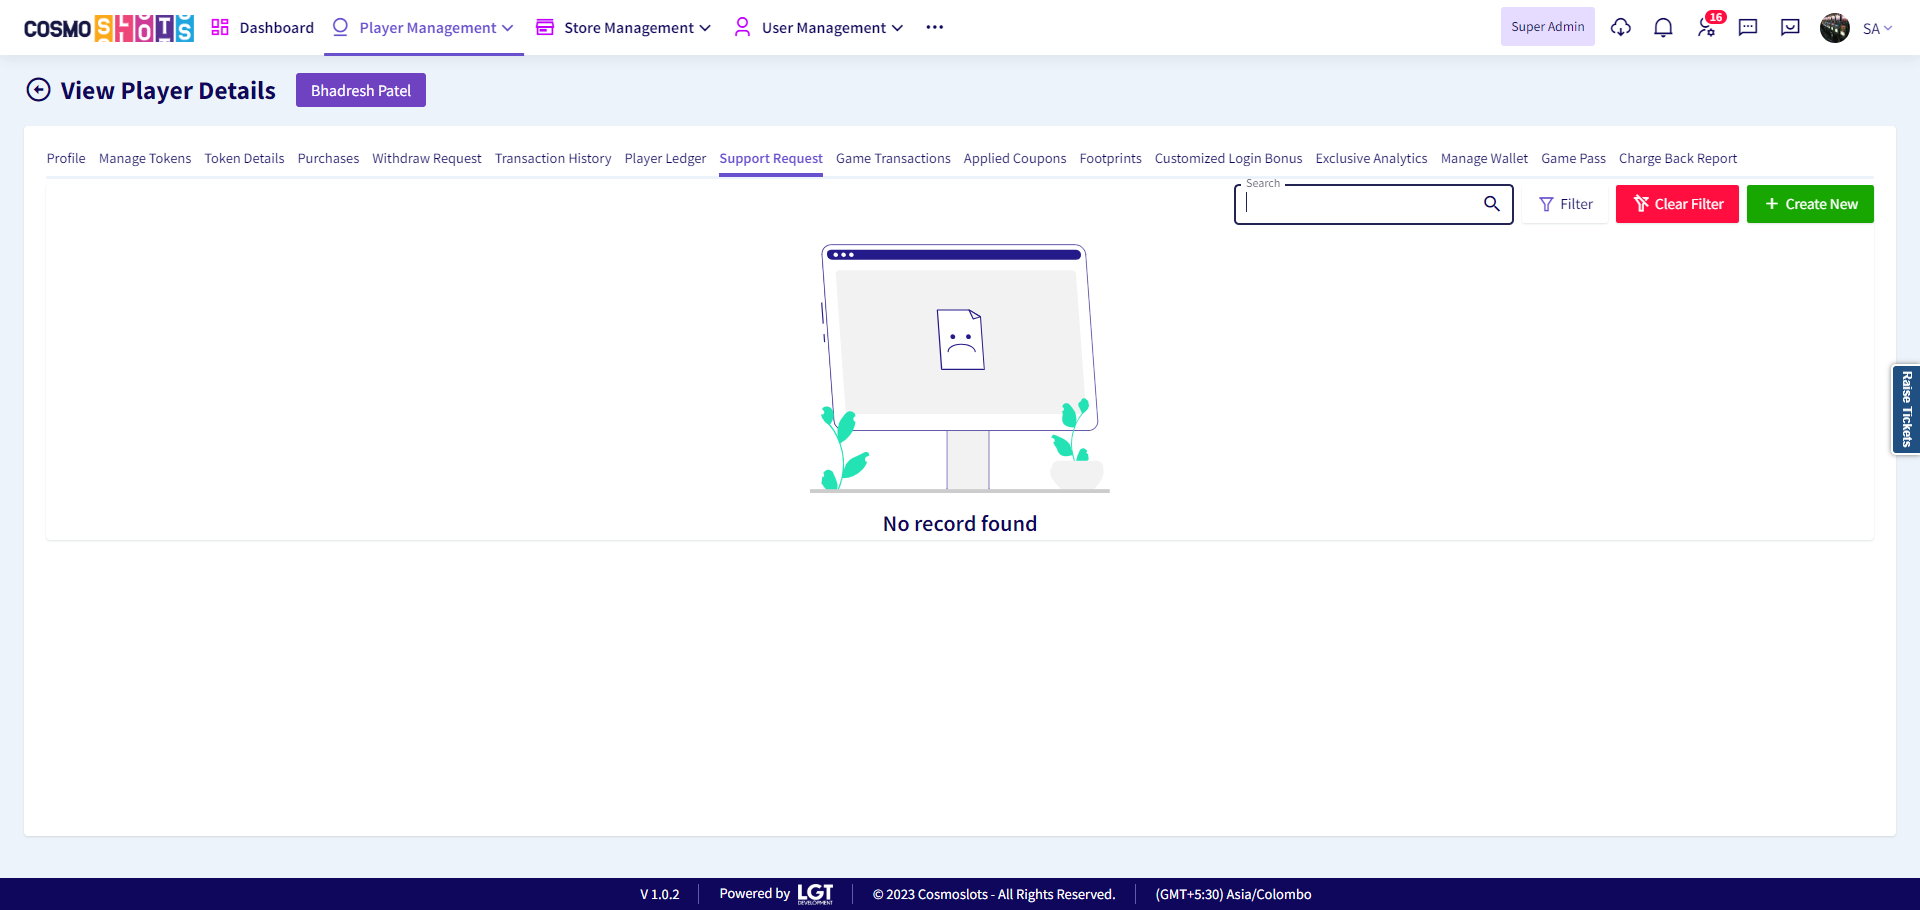 COSMO SLOTS Dashboard Player Management Store Management User Management ... Super Admin 16 SA
View Player Details Bhadresh Patel
Profile Manage Tokens Token Details Purchases Withdraw Request Transaction History Player Ledger Support Request Game Transactions Applied Coupons Footprints Customized Login Bonus Exclusive Analytics Manage Wallet Game Pass Charge Back Report
Search
Filter Clear Filter + Create New
Raise Tickets
No record found
V 1.0.2 Powered by LGT DEVELOPMENT © 2023 Cosmoslots - All Rights Reserved. (GMT+5:30) Asia/Colombo